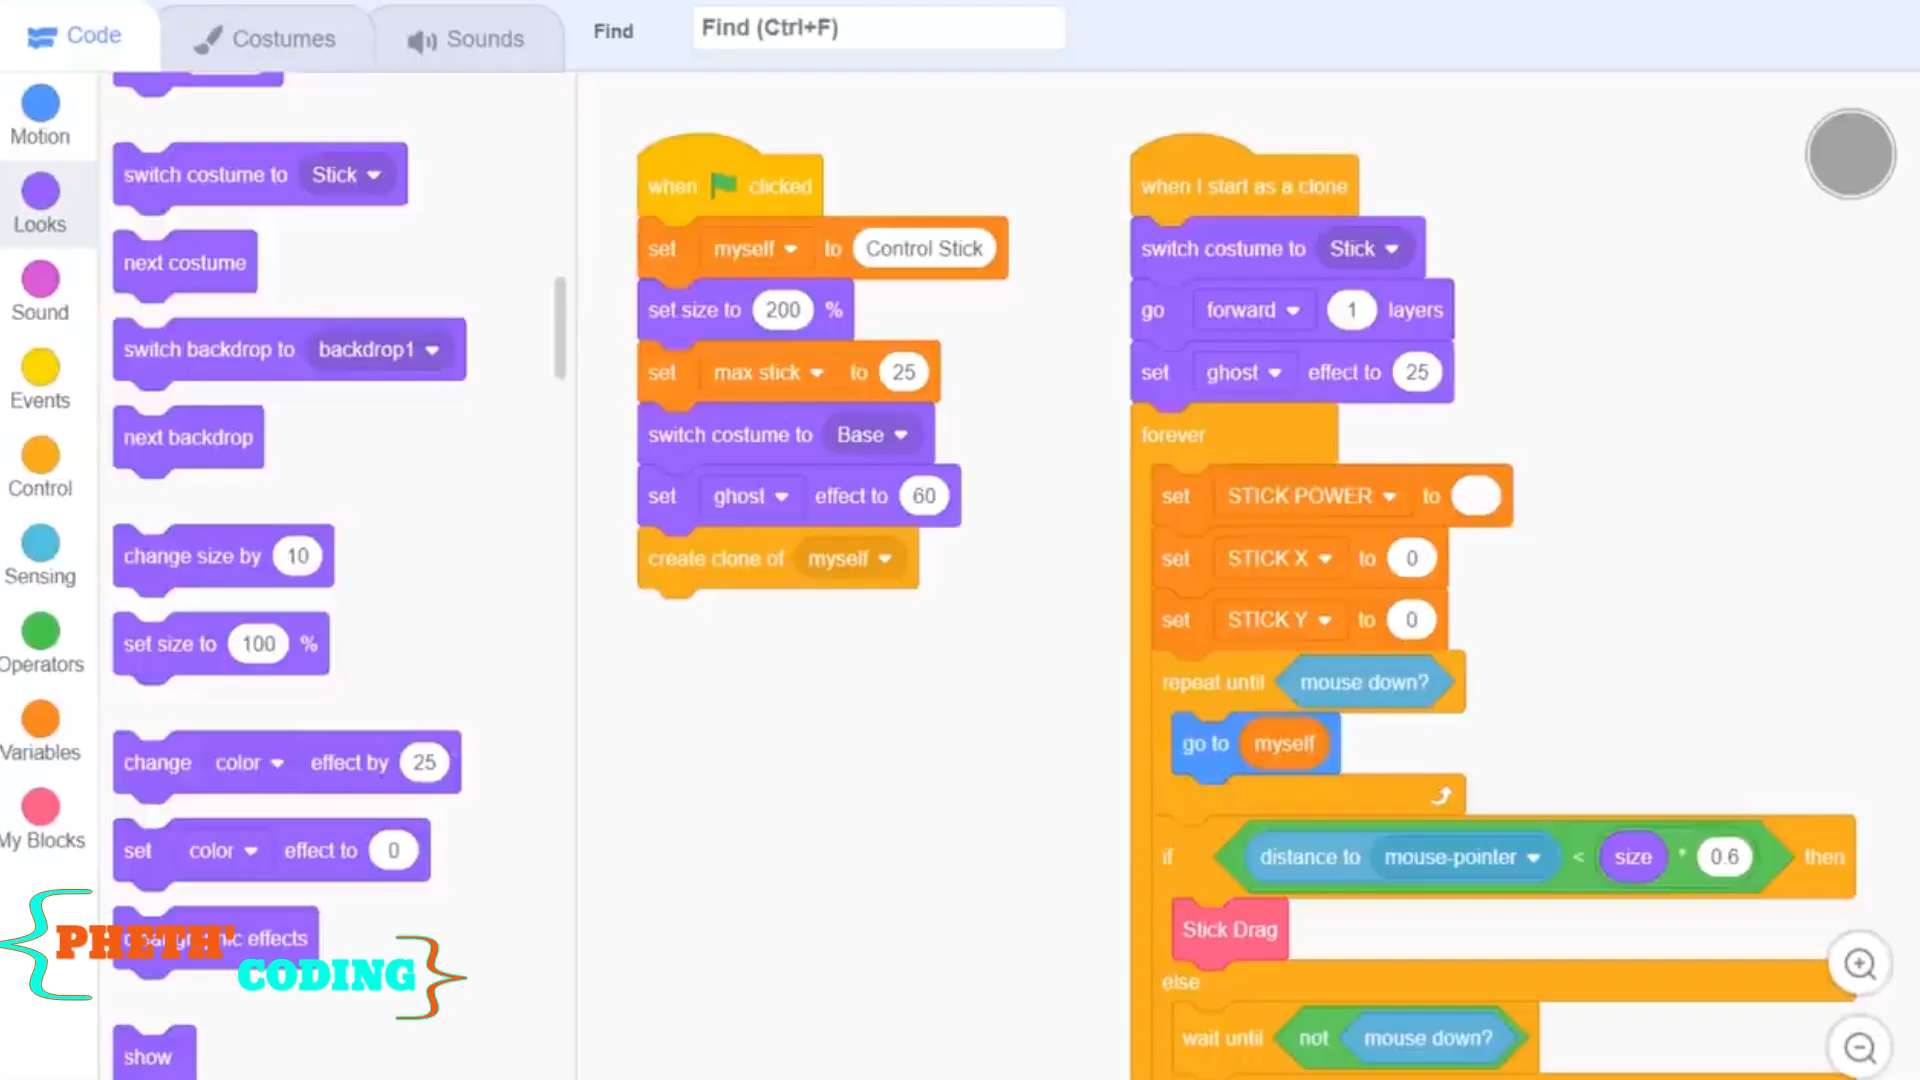 Code
Costumes
Sounds
Find
Find (Ctrl+F)
Motion
Looks
Sound
Events
Control
Sensing
Operators
Variables
My Blocks
switch costume to Stick
next costume
switch backdrop to backdrop1
next backdrop
change size by 10
set size to 100 %
change color effect by 25
set color effect to 0
effects
show
PHETH'
CODING
when clicked
set myself to Control Stick
set size to 200 %
set max stick to 25
switch costume to Base
set ghost effect to 60
create clone of myself
when I start as a clone
switch costume to Stick
go forward 1 layers
set ghost effect to 25
forever
set STICK POWER to
set STICK X to 0
set STICK Y to 0
repeat until mouse down?
go to myself
if distance to mouse-pointer < size * 0.6 then
Stick Drag
else
wait until not mouse down?